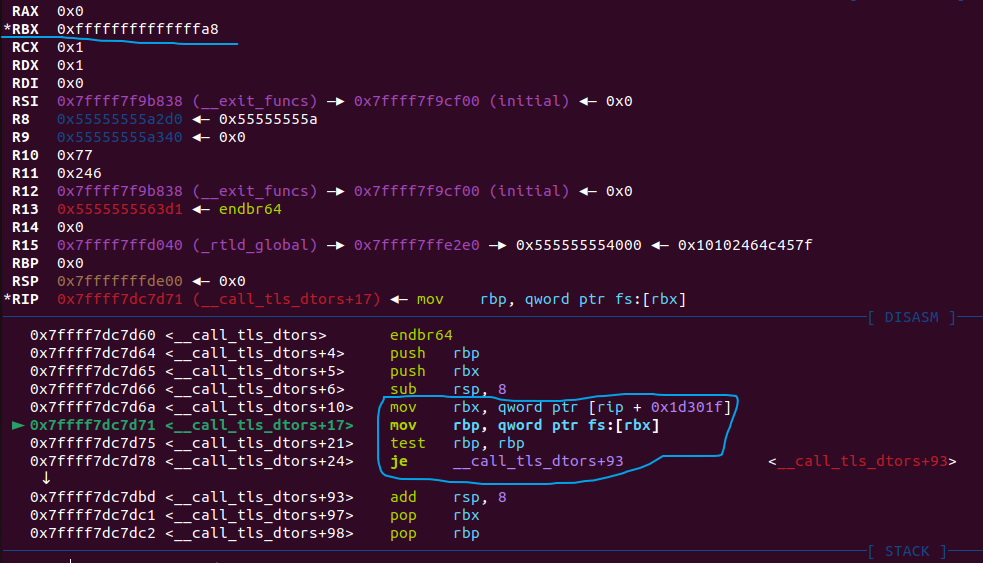 RAX 0x0
*RBX 0xffffffffffffffa8
RCX 0x1
RDX 0x1
RDI 0x0
RSI 0x7ffff7f9b838 (__exit_funcs) —▸ 0x7ffff7f9cf00 (initial) ◂— 0x0
R8 0x55555555a2d0 ◂— 0x55555555a
R9 0x55555555a340 ◂— 0x0
R10 0x77
R11 0x246
R12 0x7ffff7f9b838 (__exit_funcs) —▸ 0x7ffff7f9cf00 (initial) ◂— 0x0
R13 0x5555555563d1 ◂— endbr64
R14 0x0
R15 0x7ffff7ffd040 (_rtld_global) —▸ 0x7ffff7ffe2e0 —▸ 0x555555554000 ◂— 0x10102464c457f
RBP 0x0
RSP 0x7fffffffde00 ◂— 0x0
*RIP 0x7ffff7dc7d71 (__call_tls_dtors+17) ◂— mov rbp, qword ptr fs:[rbx]
[ DISASM ]
0x7ffff7dc7d60 <__call_tls_dtors> endbr64
0x7ffff7dc7d64 <__call_tls_dtors+4> push rbp
0x7ffff7dc7d65 <__call_tls_dtors+5> push rbx
0x7ffff7dc7d66 <__call_tls_dtors+6> sub rsp, 8
0x7ffff7dc7d6a <__call_tls_dtors+10> mov rbx, qword ptr [rip + 0x1d301f]
► 0x7ffff7dc7d71 <__call_tls_dtors+17> mov rbp, qword ptr fs:[rbx]
0x7ffff7dc7d75 <__call_tls_dtors+21> test rbp, rbp
0x7ffff7dc7d78 <__call_tls_dtors+24> je __call_tls_dtors+93 <__call_tls_dtors+93>
↓
0x7ffff7dc7dbd <__call_tls_dtors+93> add rsp, 8
0x7ffff7dc7dc1 <__call_tls_dtors+97> pop rbx
0x7ffff7dc7dc2 <__call_tls_dtors+98> pop rbp
[ STACK ]